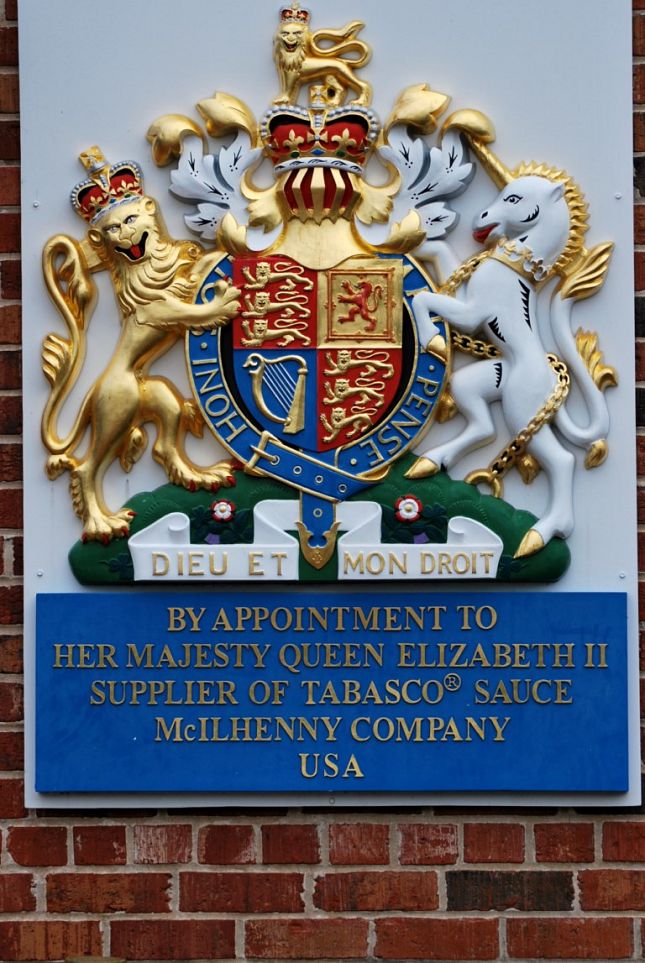 HONI
PENSE
DIEU ET MON DROIT
BY APPOINTMENT TO
HER MAJESTY QUEEN ELIZABETH II
SUPPLIER OF TABASCO® SAUCE
McILHENNY COMPANY
USA